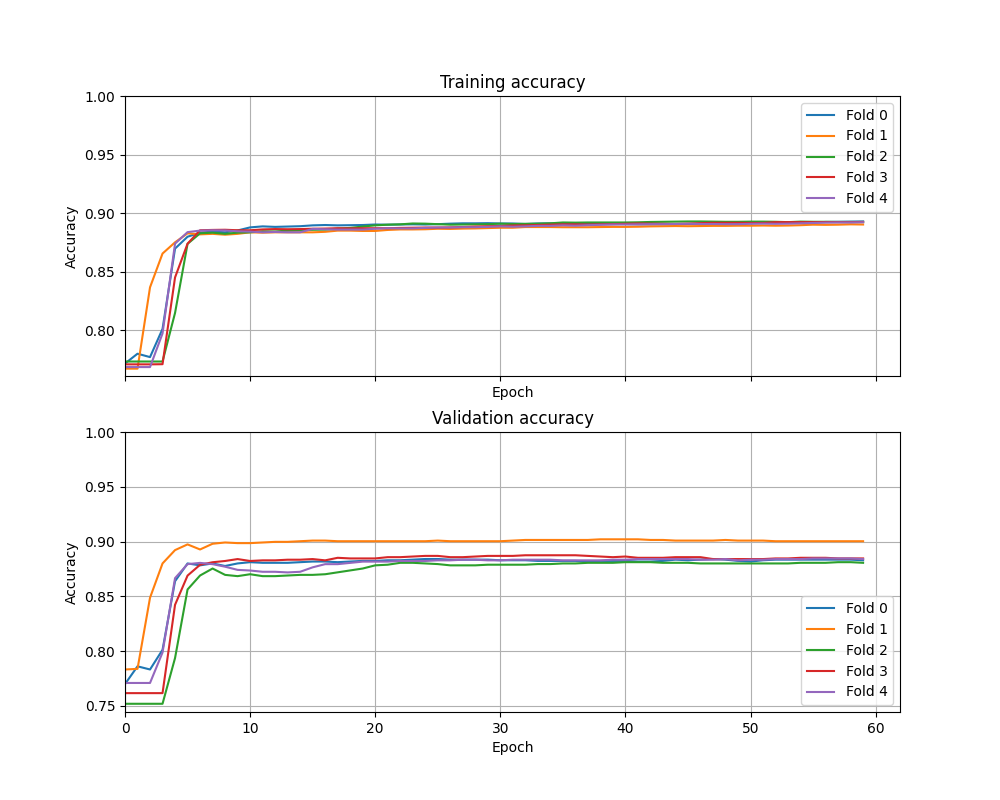 Training accuracy
1.00
0.95
0.90
0.85
0.80
Accuracy
Epoch
Fold 0
Fold 1
Fold 2
Fold 3
Fold 4
Validation accuracy
1.00
0.95
0.90
0.85
0.80
0.75
Accuracy
Fold 0
Fold 1
Fold 2
Fold 3
Fold 4
0 10 20 30 40 50 60
Epoch